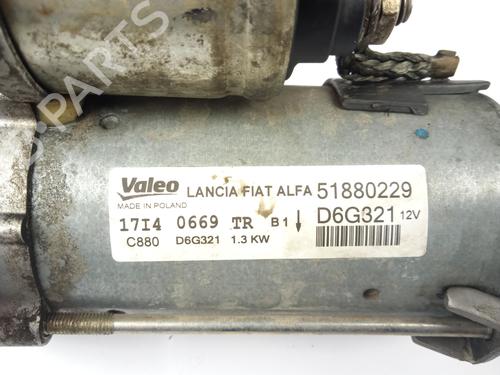 Valeo LANCIA FIAT ALFA 51880229
MADE IN POLAND
17I4 0669 TR B1 D6G321 12V
C880 D6G321 1.3 KW
B-PARTS